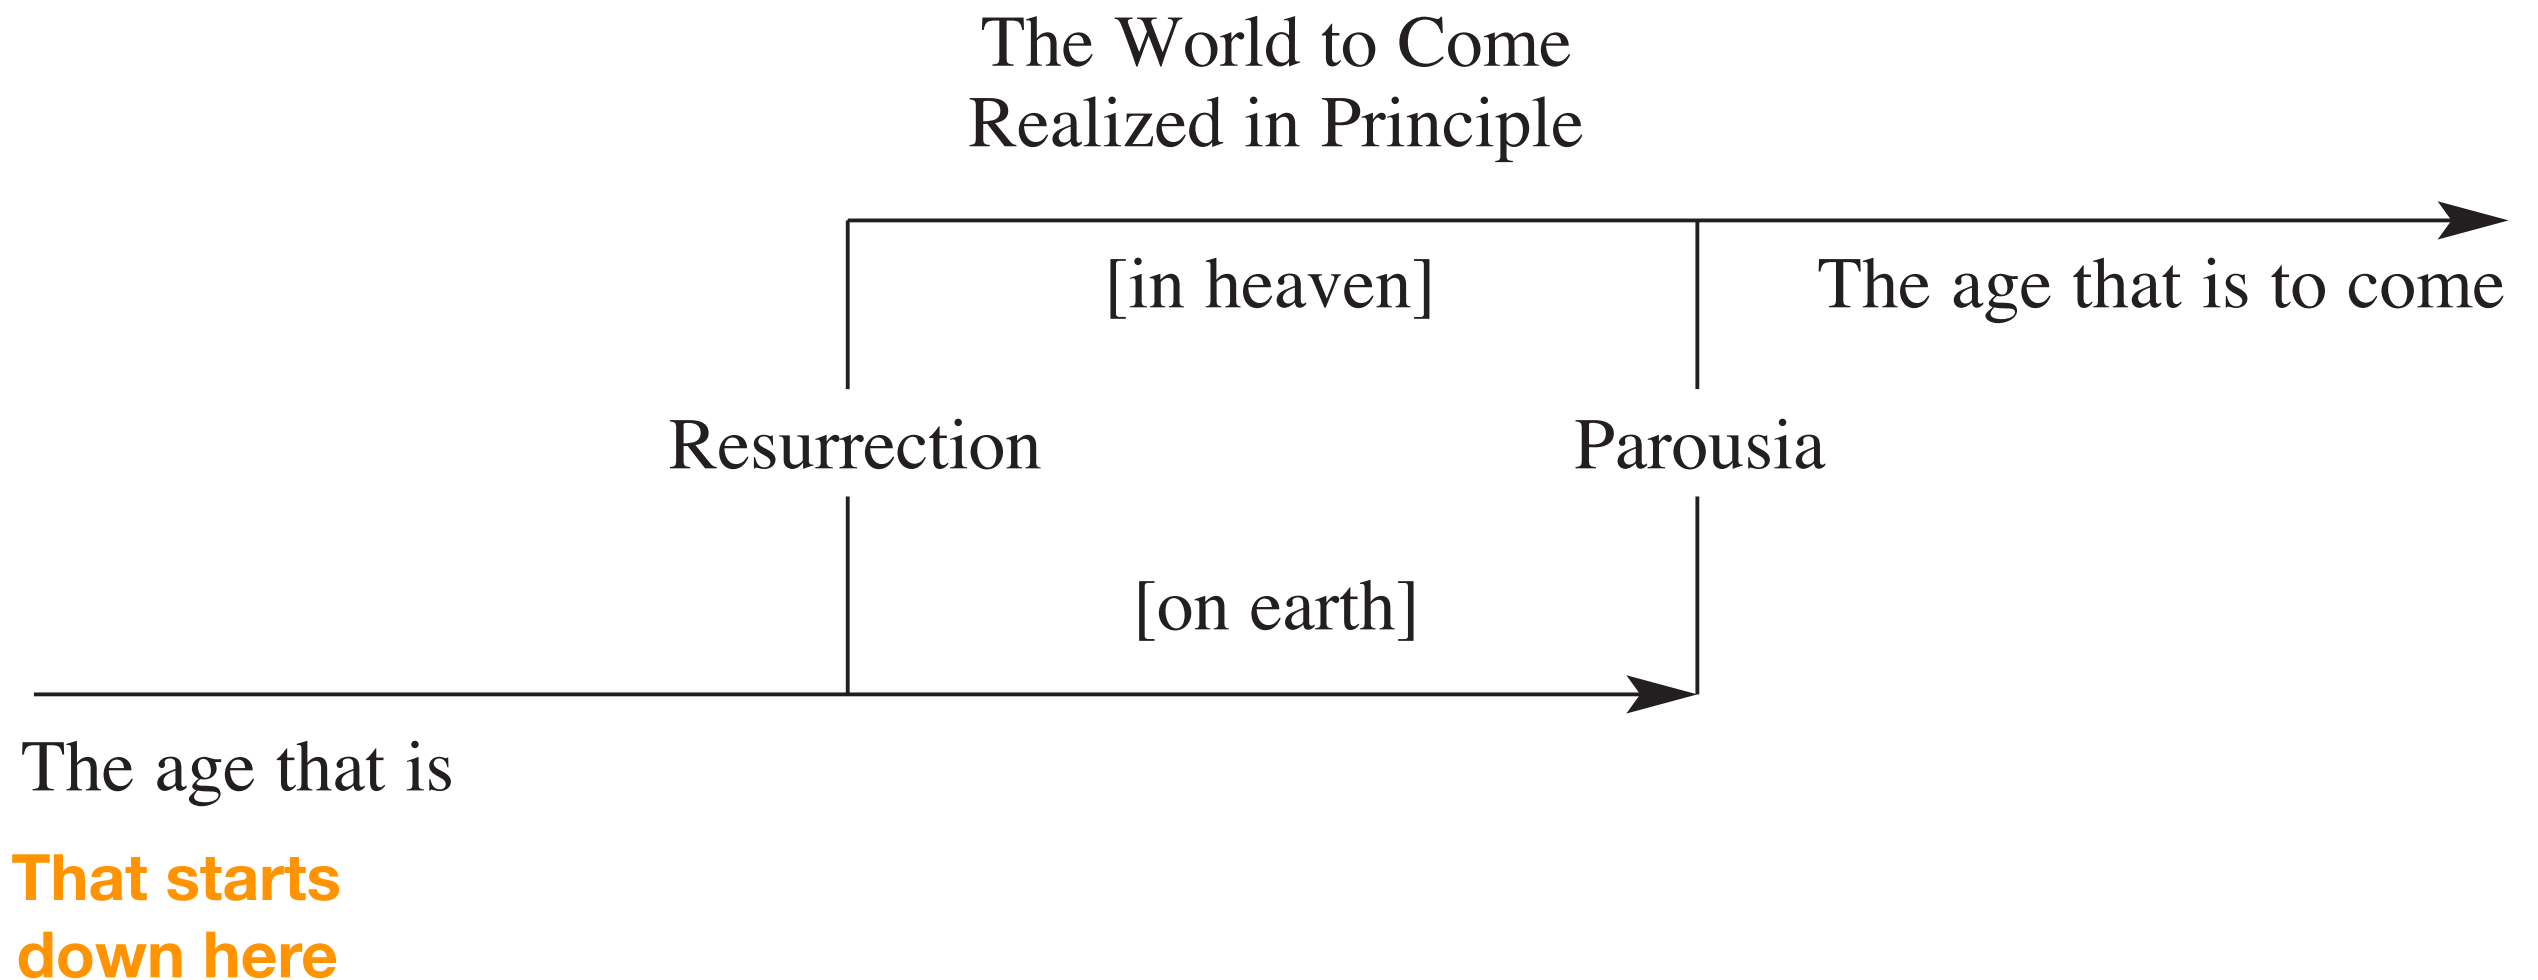 The World to Come
Realized in Principle
[in heaven]
The age that is to come
Resurrection
Parousia
[on earth]
The age that is
That starts
down here